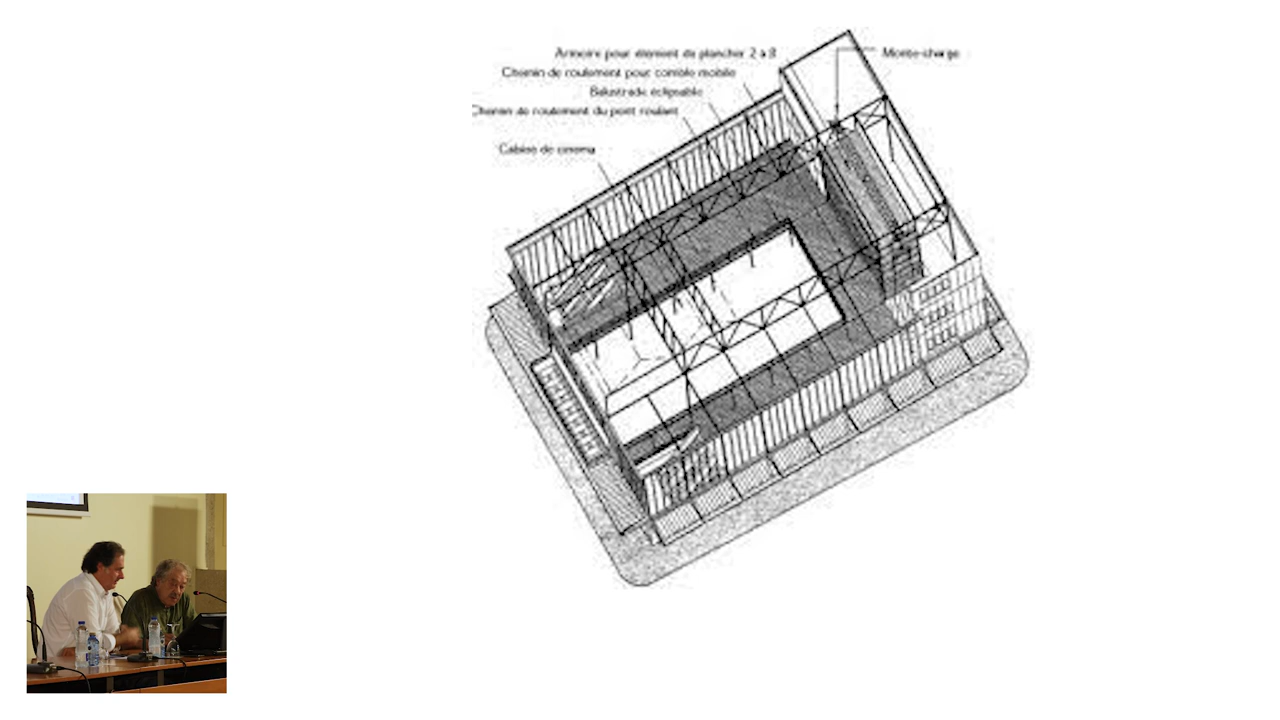 Armoire pour élément de plancher 2 à 8
Monte-charge
Chemin de roulement pour comble mobile
Balustrade éclipsable
Chemin de roulement du pont roulant
Cabine de cinéma